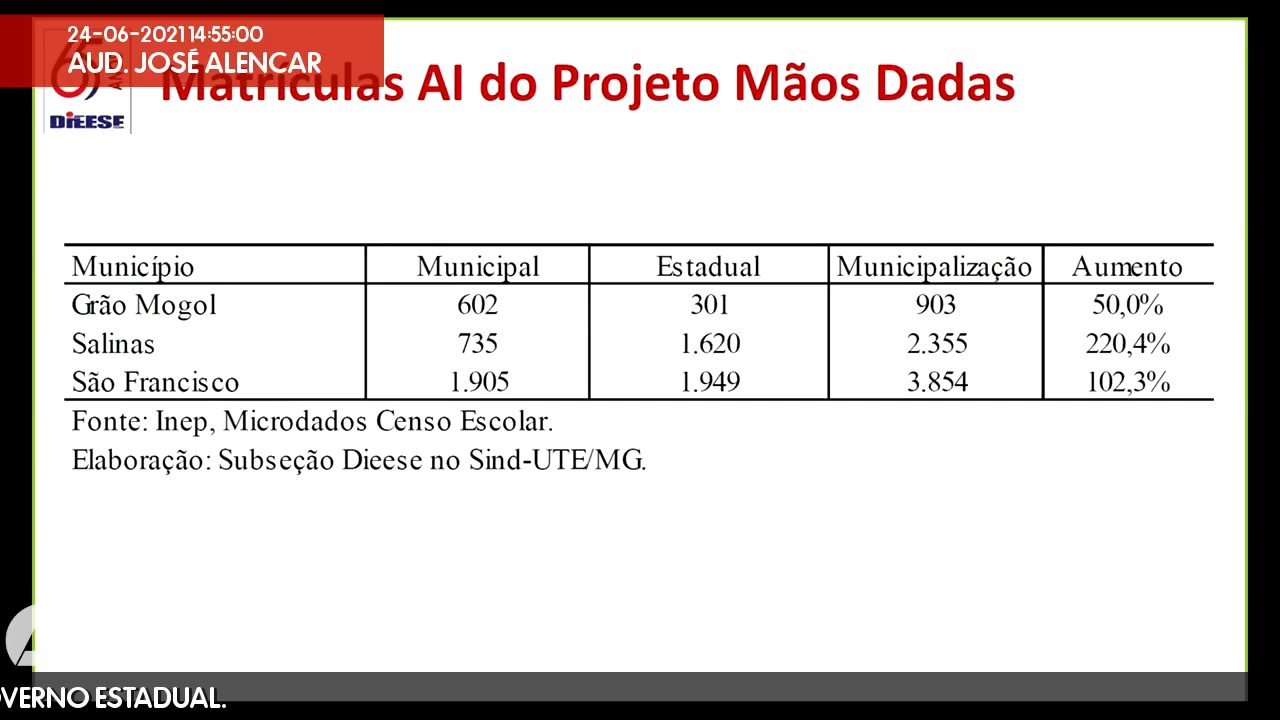 24-06-2021 14:55:00
AUD. JOSÉ ALENCAR
65 ANOS
DIEESE
Matrículas AI do Projeto Mãos Dadas
Município Municipal Estadual Municipalização Aumento
Grão Mogol 602 301 903 50,0%
Salinas 735 1.620 2.355 220,4%
São Francisco 1.905 1.949 3.854 102,3%
Fonte: Inep, Microdados Censo Escolar.
Elaboração: Subseção Dieese no Sind-UTE/MG.
OVERNO ESTADUAL.